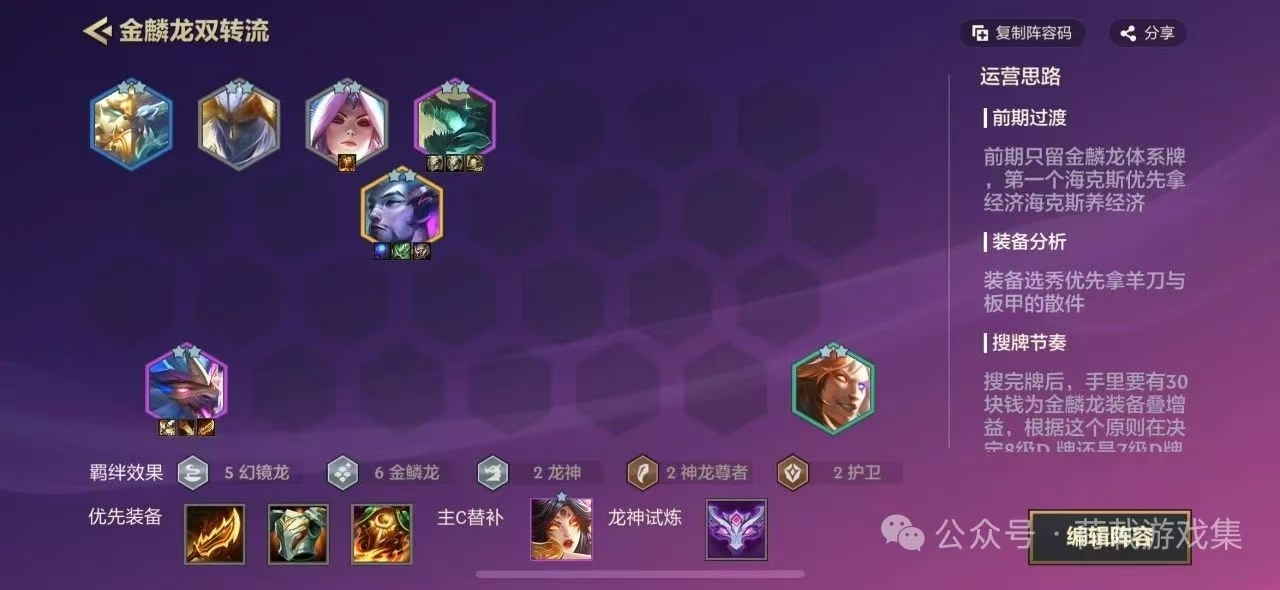 金麟龙双转流
复制阵容码
分享
运营思路
前期过渡
前期只留金麟龙体系牌
，第一个海克斯优先拿
经济海克斯养经济
装备分析
装备选秀优先拿羊刀与
板甲的散件
搜牌节奏
搜完牌后，手里要有30
块钱为金麟龙装备叠增
益，根据这个原则在决
定8级D牌还是7级D牌
羁绊效果
5 幻镜龙
6 金鳞龙
2 龙神
2 神龙尊者
2 护卫
优先装备
主C替补
龙神试炼
编辑阵容
公众号
游戏集